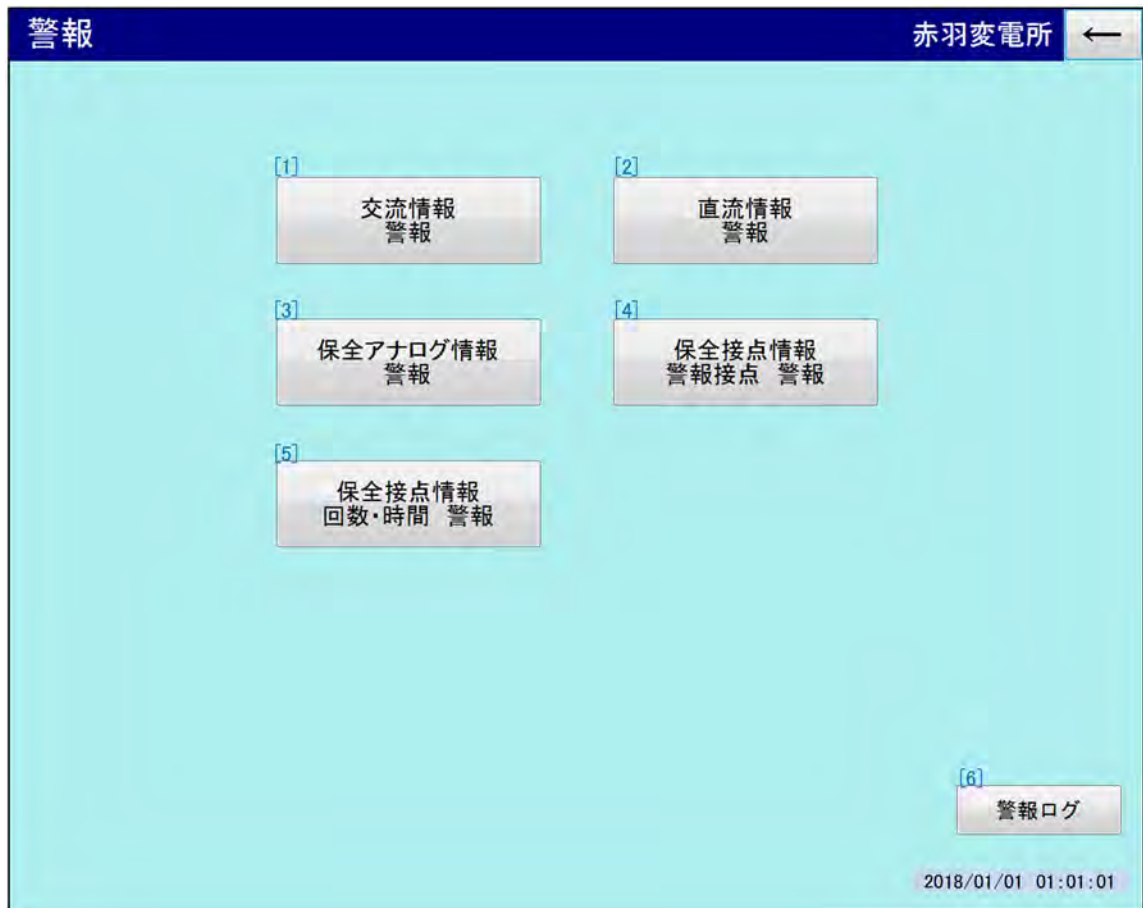 警報
赤羽変電所 ←
[1]
交流情報
警報
[2]
直流情報
警報
[3]
保全アナログ情報
警報
[4]
保全接点情報
警報接点 警報
[5]
保全接点情報
回数・時間 警報
[6]
警報ログ
2018/01/01 01:01:01